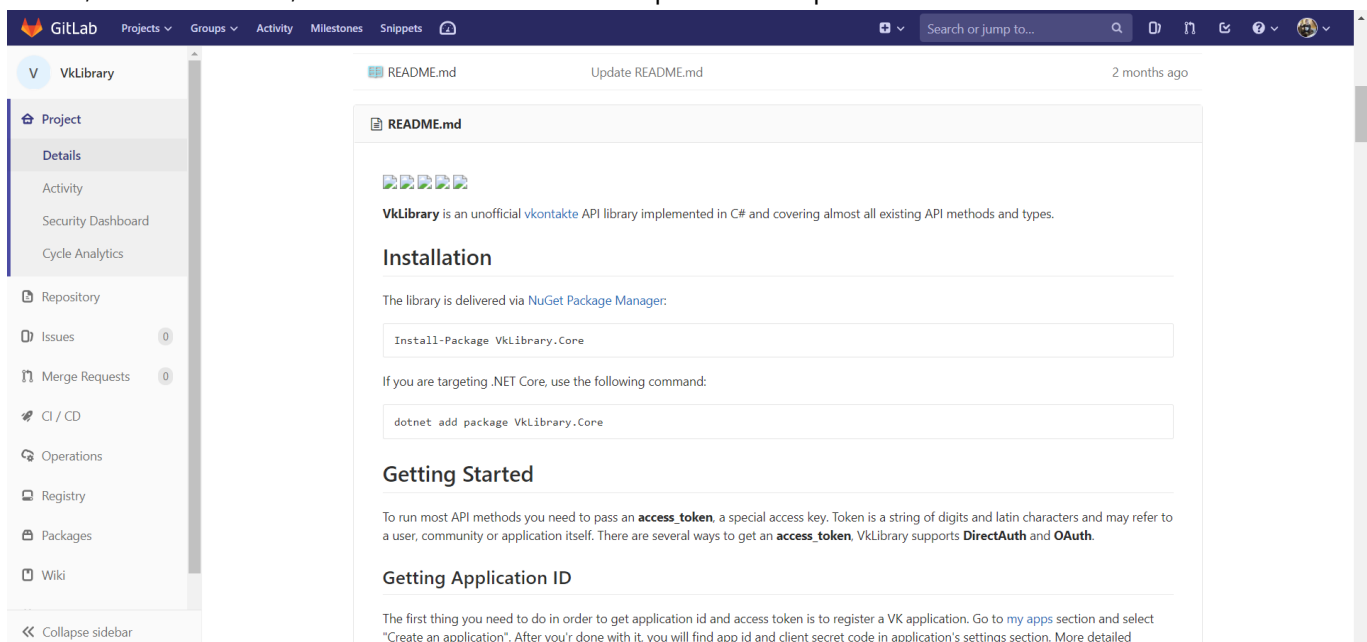 GitLab Projects Groups Activity Milestones Snippets Search or jump to...
V VkLibrary
Project
Details
Activity
Security Dashboard
Cycle Analytics
Repository
Issues 0
Merge Requests 0
CI / CD
Operations
Registry
Packages
Wiki
Collapse sidebar
README.md Update README.md 2 months ago
README.md
VkLibrary is an unofficial vkontakte API library implemented in C# and covering almost all existing API methods and types.
Installation
The library is delivered via NuGet Package Manager:
Install-Package VkLibrary.Core
If you are targeting .NET Core, use the following command:
dotnet add package VkLibrary.Core
Getting Started
To run most API methods you need to pass an access_token, a special access key. Token is a string of digits and latin characters and may refer to
a user, community or application itself. There are several ways to get an access_token, VkLibrary supports DirectAuth and OAuth.
Getting Application ID
The first thing you need to do in order to get application id and access token is to register a VK application. Go to my apps section and select
"Create an application". After you'r done with it, you will find app id and client secret code in application's settings section. More detailed